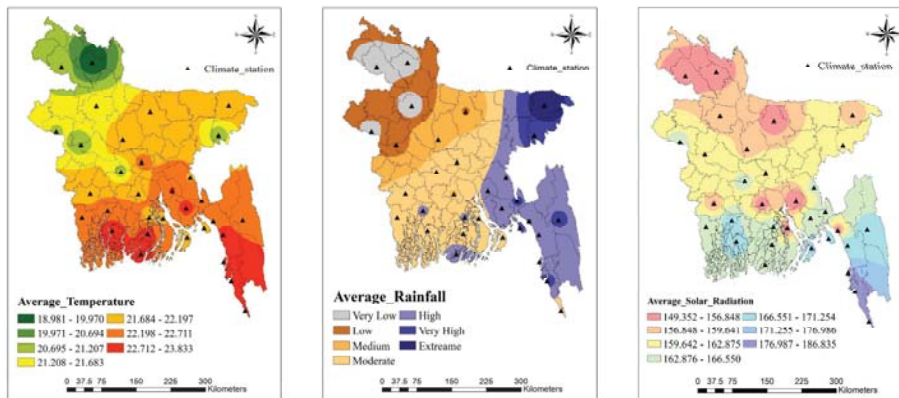 Climate_station
Average_Temperature
18.981 - 19.970
19.971 - 20.694
20.695 - 21.207
21.208 - 21.683
21.684 - 22.197
22.198 - 22.711
22.712 - 23.833
0 37.5 75 150 225 300
Kilometers
Climate_station
Average_Rainfall
Very Low
Low
Medium
Moderate
High
Very High
Extreame
0 37.5 75 150 225 300
Kilometers
Climate_station
Average_Solar_Radiation
149.352 - 156.848
156.848 - 159.641
159.642 - 162.875
162.876 - 166.550
166.551 - 171.254
171.255 - 176.986
176.987 - 186.835
0 37.5 75 150 225 300
Kilometers